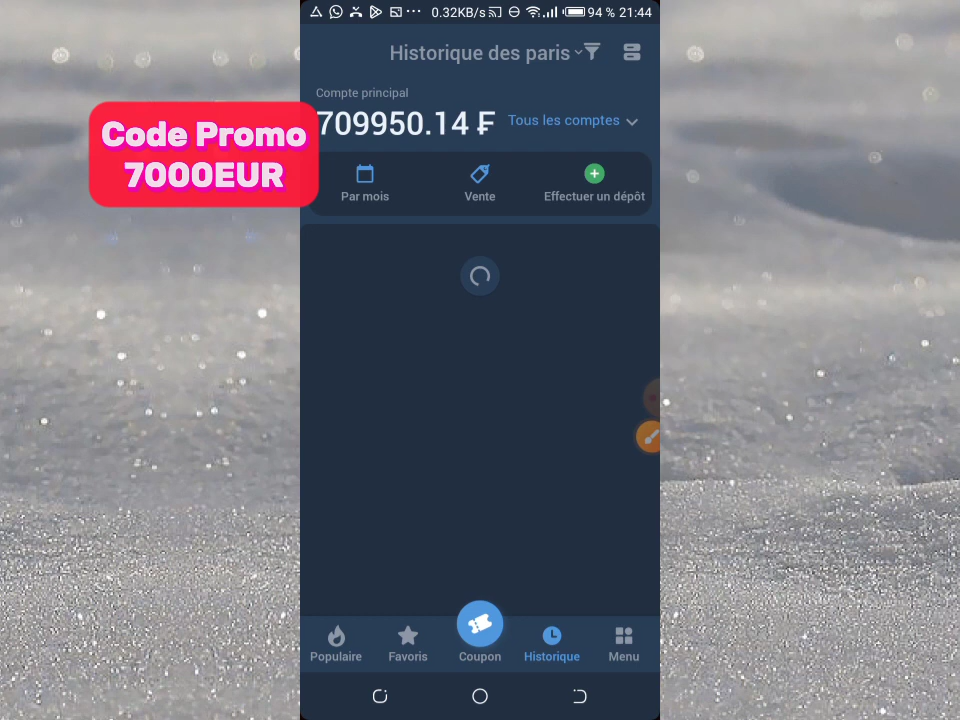 0.32KB/s 94 % 21:44
Historique des paris
Compte principal
709950.14 ₣ Tous les comptes
Code Promo
7000EUR
Par mois Vente Effectuer un dépôt
Populaire Favoris Coupon Historique Menu